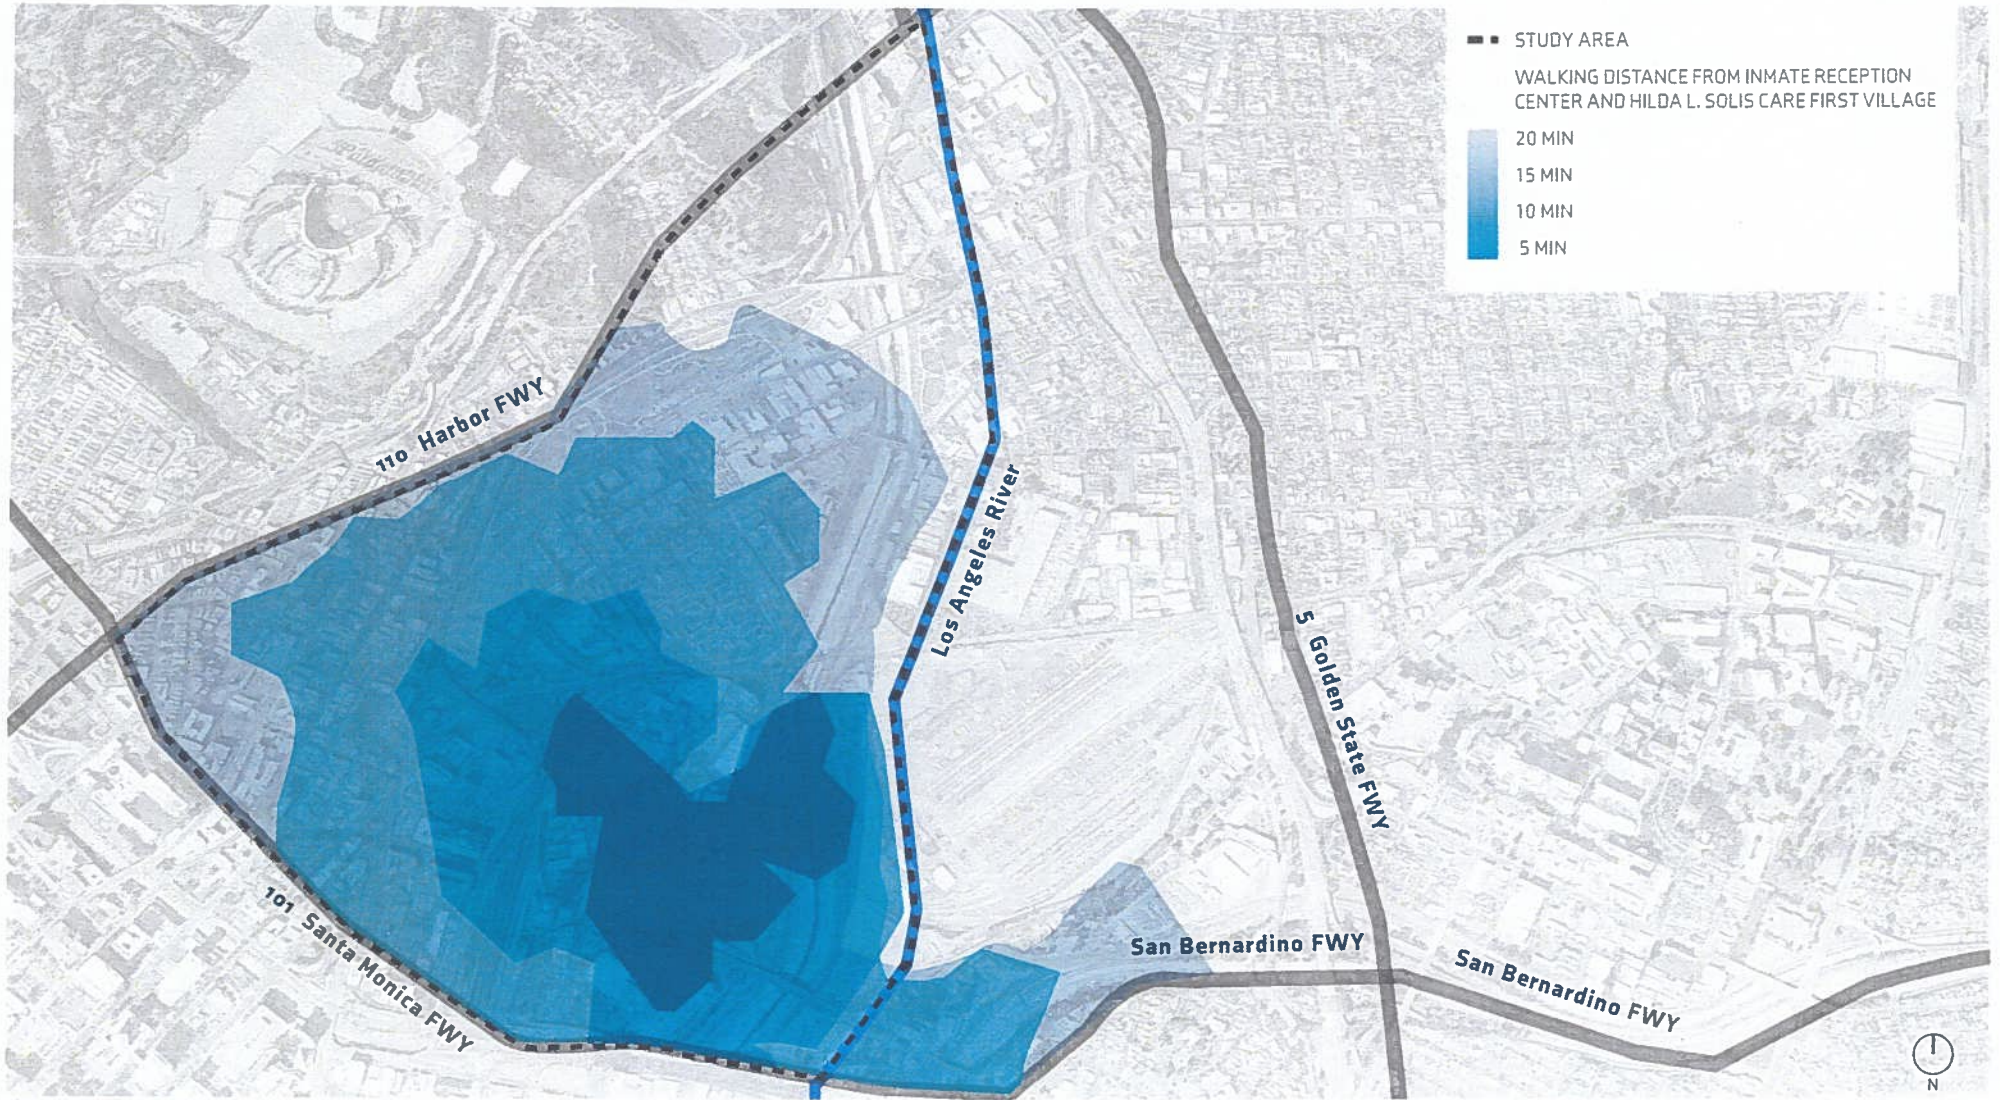 STUDY AREA
WALKING DISTANCE FROM INMATE RECEPTION
CENTER AND HILDA L. SOLIS CARE FIRST VILLAGE
20 MIN
15 MIN
10 MIN
5 MIN
110 Harbor FWY
Los Angeles River
5 Golden State FWY
101 Santa Monica FWY
San Bernardino FWY
San Bernardino FWY
N